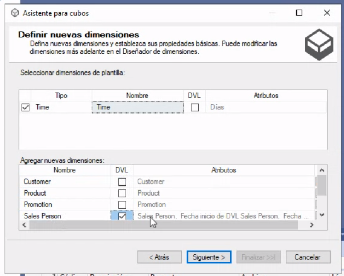 Asistente para cubos
Definir nuevas dimensiones
Defina nuevas dimensiones y establezca sus propiedades básicas. Puede modificar las
dimensiones más adelante en el Diseñador de dimensiones.
Seleccionar dimensiones de plantilla:
Tipo Nombre DVL Atributos
Time Time Días
Agregar nuevas dimensiones:
Nombre DVL Atributos
Customer Customer
Product Product
Promotion Promotion
Sales Person Sales Person, Fecha inicio de DVL Sales Person, Fecha ...
< Atrás Siguiente > Finalizar Cancelar